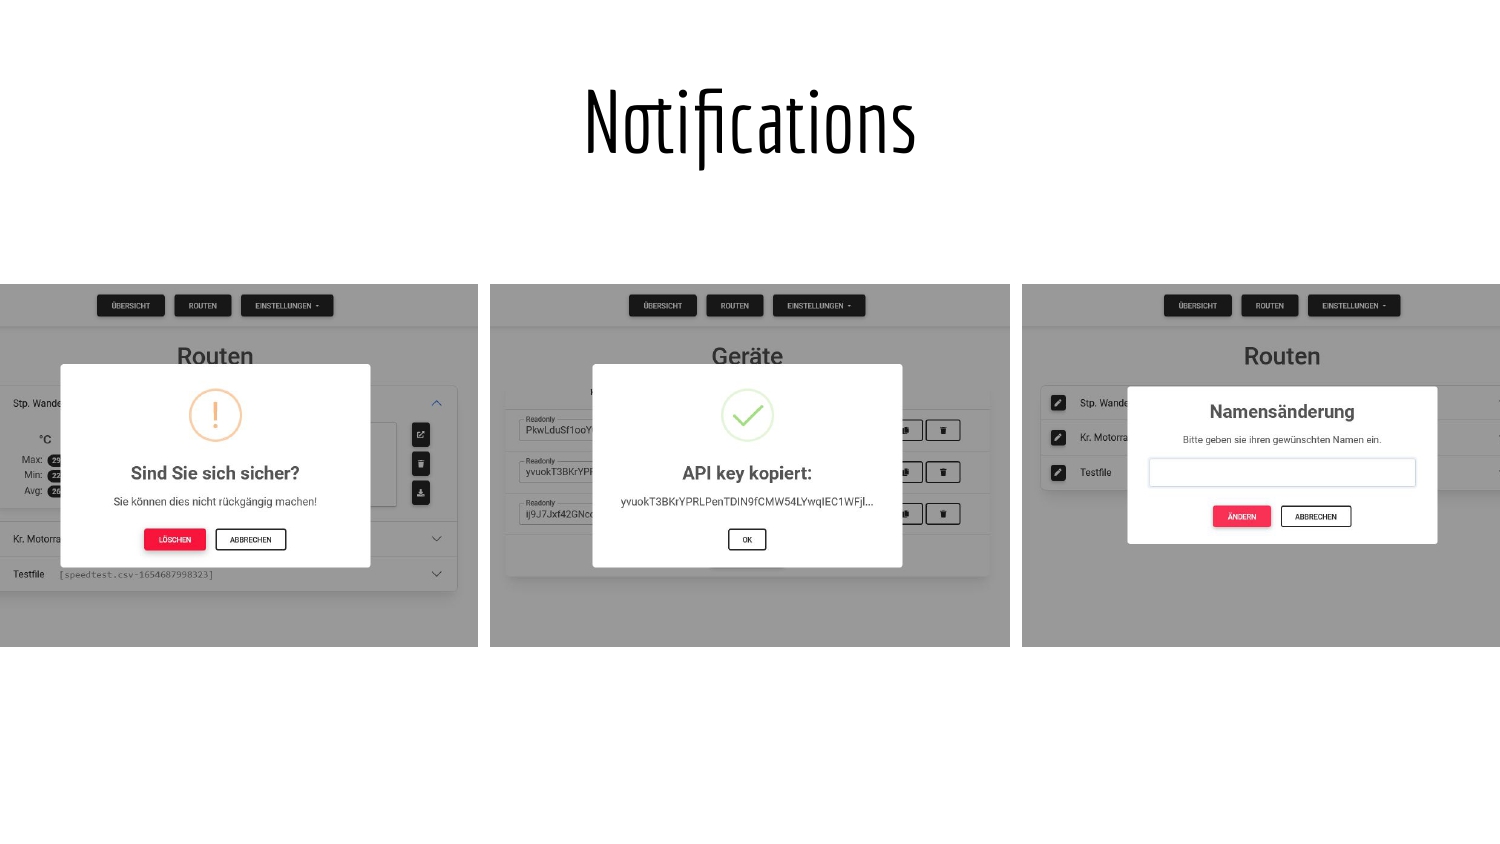 Notifications
ÜBERSICHT ROUTEN EINSTELLUNGEN
Routen
Stp. Wande
°C
Max: 29
Min: 22
Avg: 26
Kr. Motorra
Testfile [speedtest.csv-1654687998323]
!
Sind Sie sich sicher?
Sie können dies nicht rückgängig machen!
LÖSCHEN ABBRECHEN
ÜBERSICHT ROUTEN EINSTELLUNGEN
Geräte
Readonly
PkwLduSf1ooY
Readonly
yvuokT3BKrYPF
Readonly
ij9J7Jxf42GNcc
API key kopiert:
yvuokT3BKrYPRLPenTDIN9fCMW54LYwqIEC1WFjl...
OK
ÜBERSICHT ROUTEN EINSTELLUNGEN
Routen
Stp. Wande
Kr. Motorra
Testfile
Namensänderung
Bitte geben sie ihren gewünschten Namen ein.
ÄNDERN ABBRECHEN